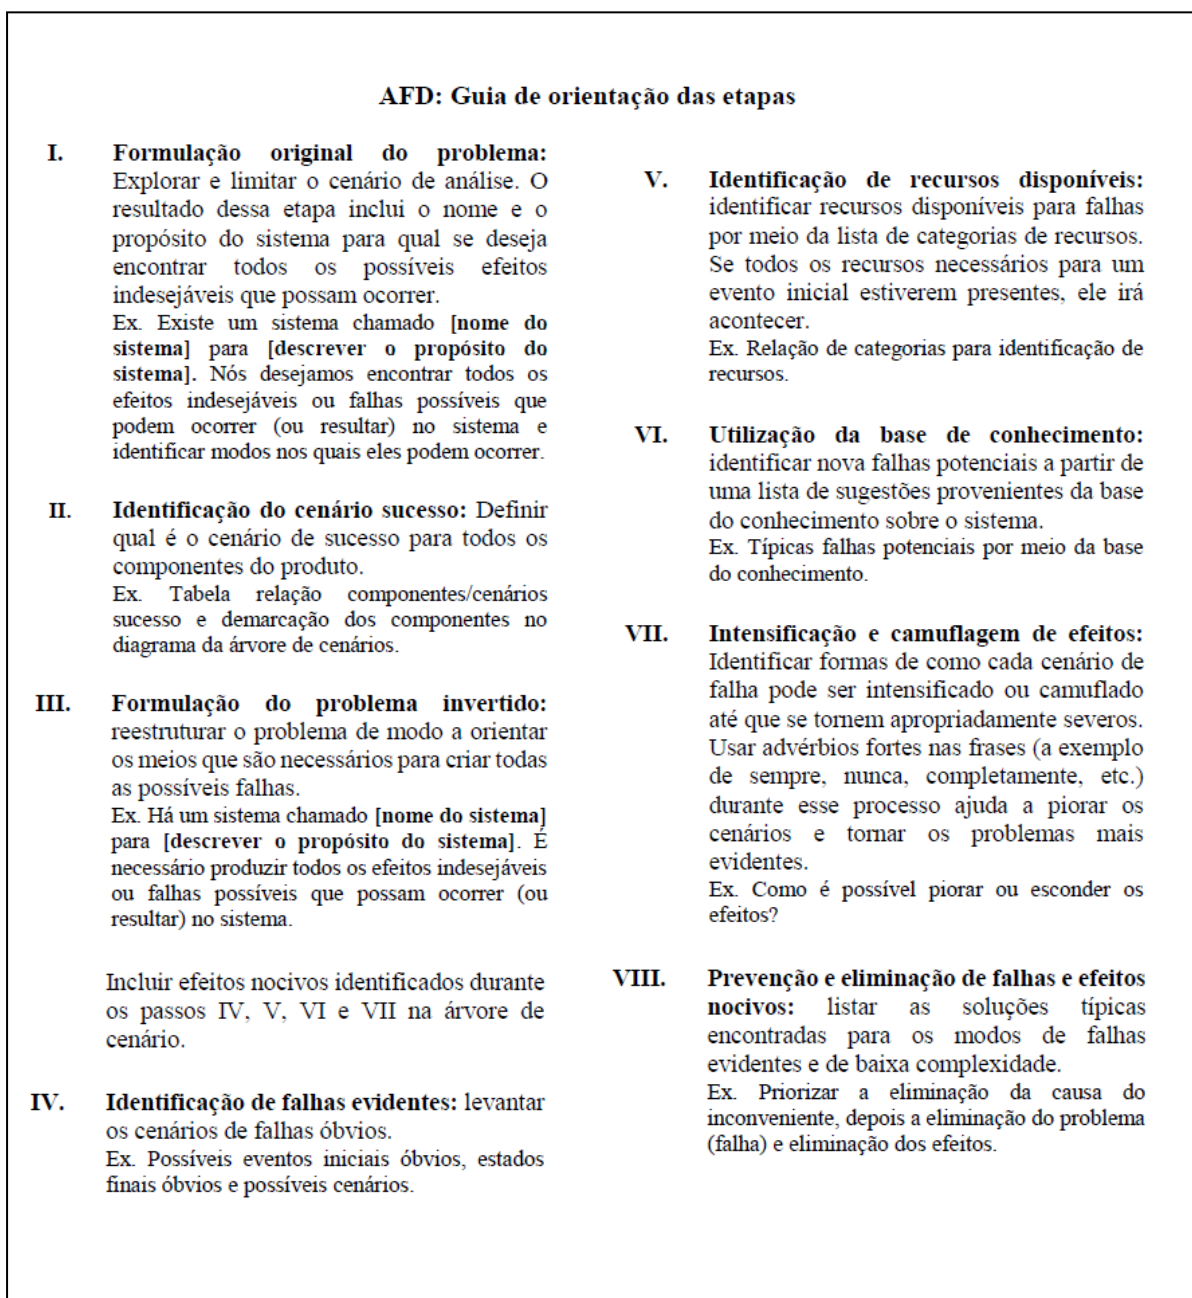 AFD: Guia de orientação das etapas
I. Formulação original do problema:
Explorar e limitar o cenário de análise. O
resultado dessa etapa inclui o nome e o
propósito do sistema para qual se deseja
encontrar todos os possíveis efeitos
indesejáveis que possam ocorrer.
Ex. Existe um sistema chamado [nome do
sistema] para [descrever o propósito do
sistema]. Nós desejamos encontrar todos os
efeitos indesejáveis ou falhas possíveis que
podem ocorrer (ou resultar) no sistema e
identificar modos nos quais eles podem ocorrer.
II. Identificação do cenário sucesso: Definir
qual é o cenário de sucesso para todos os
componentes do produto.
Ex. Tabela relação componentes/cenários
sucesso e demarcação dos componentes no
diagrama da árvore de cenários.
III. Formulação do problema invertido:
reestruturar o problema de modo a orientar
os meios que são necessários para criar todas
as possíveis falhas.
Ex. Há um sistema chamado [nome do sistema]
para [descrever o propósito do sistema]. É
necessário produzir todos os efeitos indesejáveis
ou falhas possíveis que possam ocorrer (ou
resultar) no sistema.
Incluir efeitos nocivos identificados durante
os passos IV, V, VI e VII na árvore de
cenário.
IV. Identificação de falhas evidentes: levantar
os cenários de falhas óbvios.
Ex. Possíveis eventos iniciais óbvios, estados
finais óbvios e possíveis cenários.
V. Identificação de recursos disponíveis:
identificar recursos disponíveis para falhas
por meio da lista de categorias de recursos.
Se todos os recursos necessários para um
evento inicial estiverem presentes, ele irá
acontecer.
Ex. Relação de categorias para identificação de
recursos.
VI. Utilização da base de conhecimento:
identificar nova falhas potenciais a partir de
uma lista de sugestões provenientes da base
do conhecimento sobre o sistema.
Ex. Típicas falhas potenciais por meio da base
do conhecimento.
VII. Intensificação e camuflagem de efeitos:
Identificar formas de como cada cenário de
falha pode ser intensificado ou camuflado
até que se tornem apropriadamente severos.
Usar advérbios fortes nas frases (a exemplo
de sempre, nunca, completamente, etc.)
durante esse processo ajuda a piorar os
cenários e tornar os problemas mais
evidentes.
Ex. Como é possível piorar ou esconder os
efeitos?
VIII. Prevenção e eliminação de falhas e efeitos
nocivos: listar as soluções típicas
encontradas para os modos de falhas
evidentes e de baixa complexidade.
Ex. Priorizar a eliminação da causa do
inconveniente, depois a eliminação do problema
(falha) e eliminação dos efeitos.